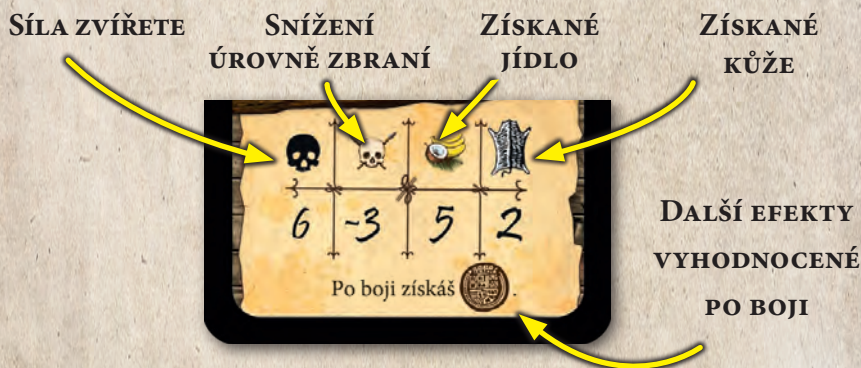 Síla zvířete
Snížení
úrovně zbraní
Získané
jídlo
Získané
kůže
6 -3 5 2
Po boji získáš .
Další efekty
vyhodnocené
po boji